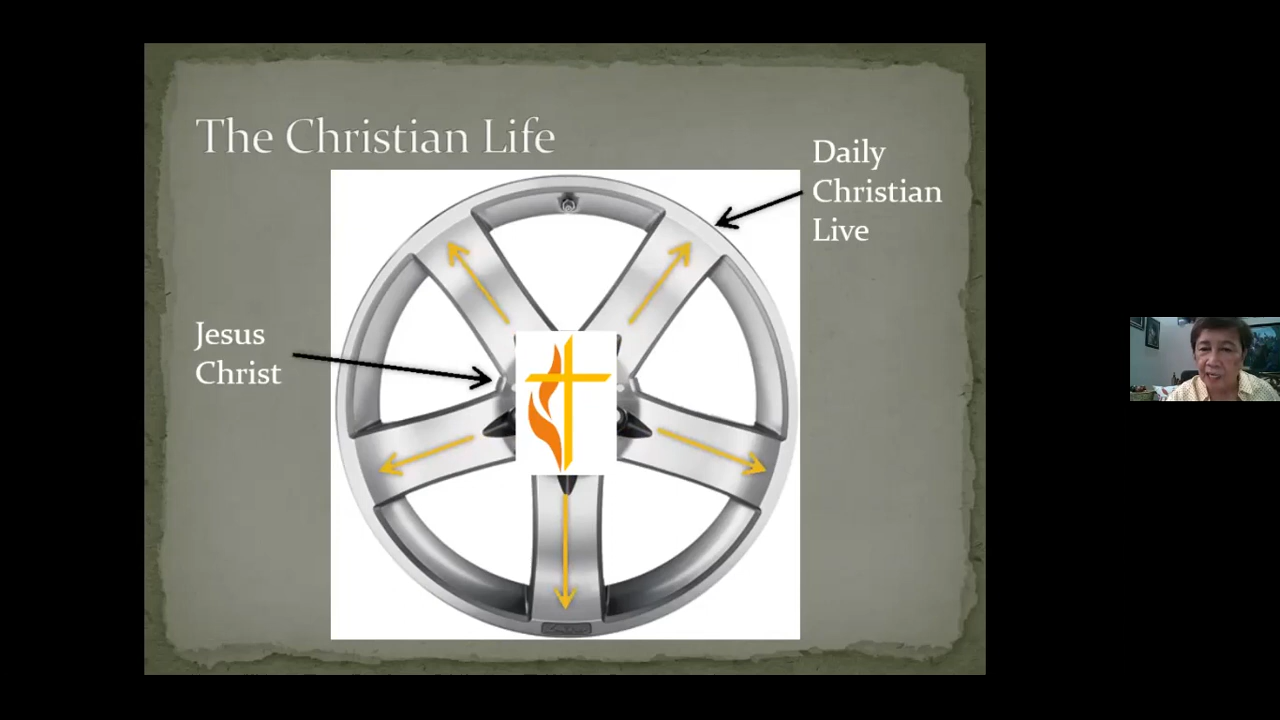 The Christian Life
Daily
Christian
Live
Jesus
Christ